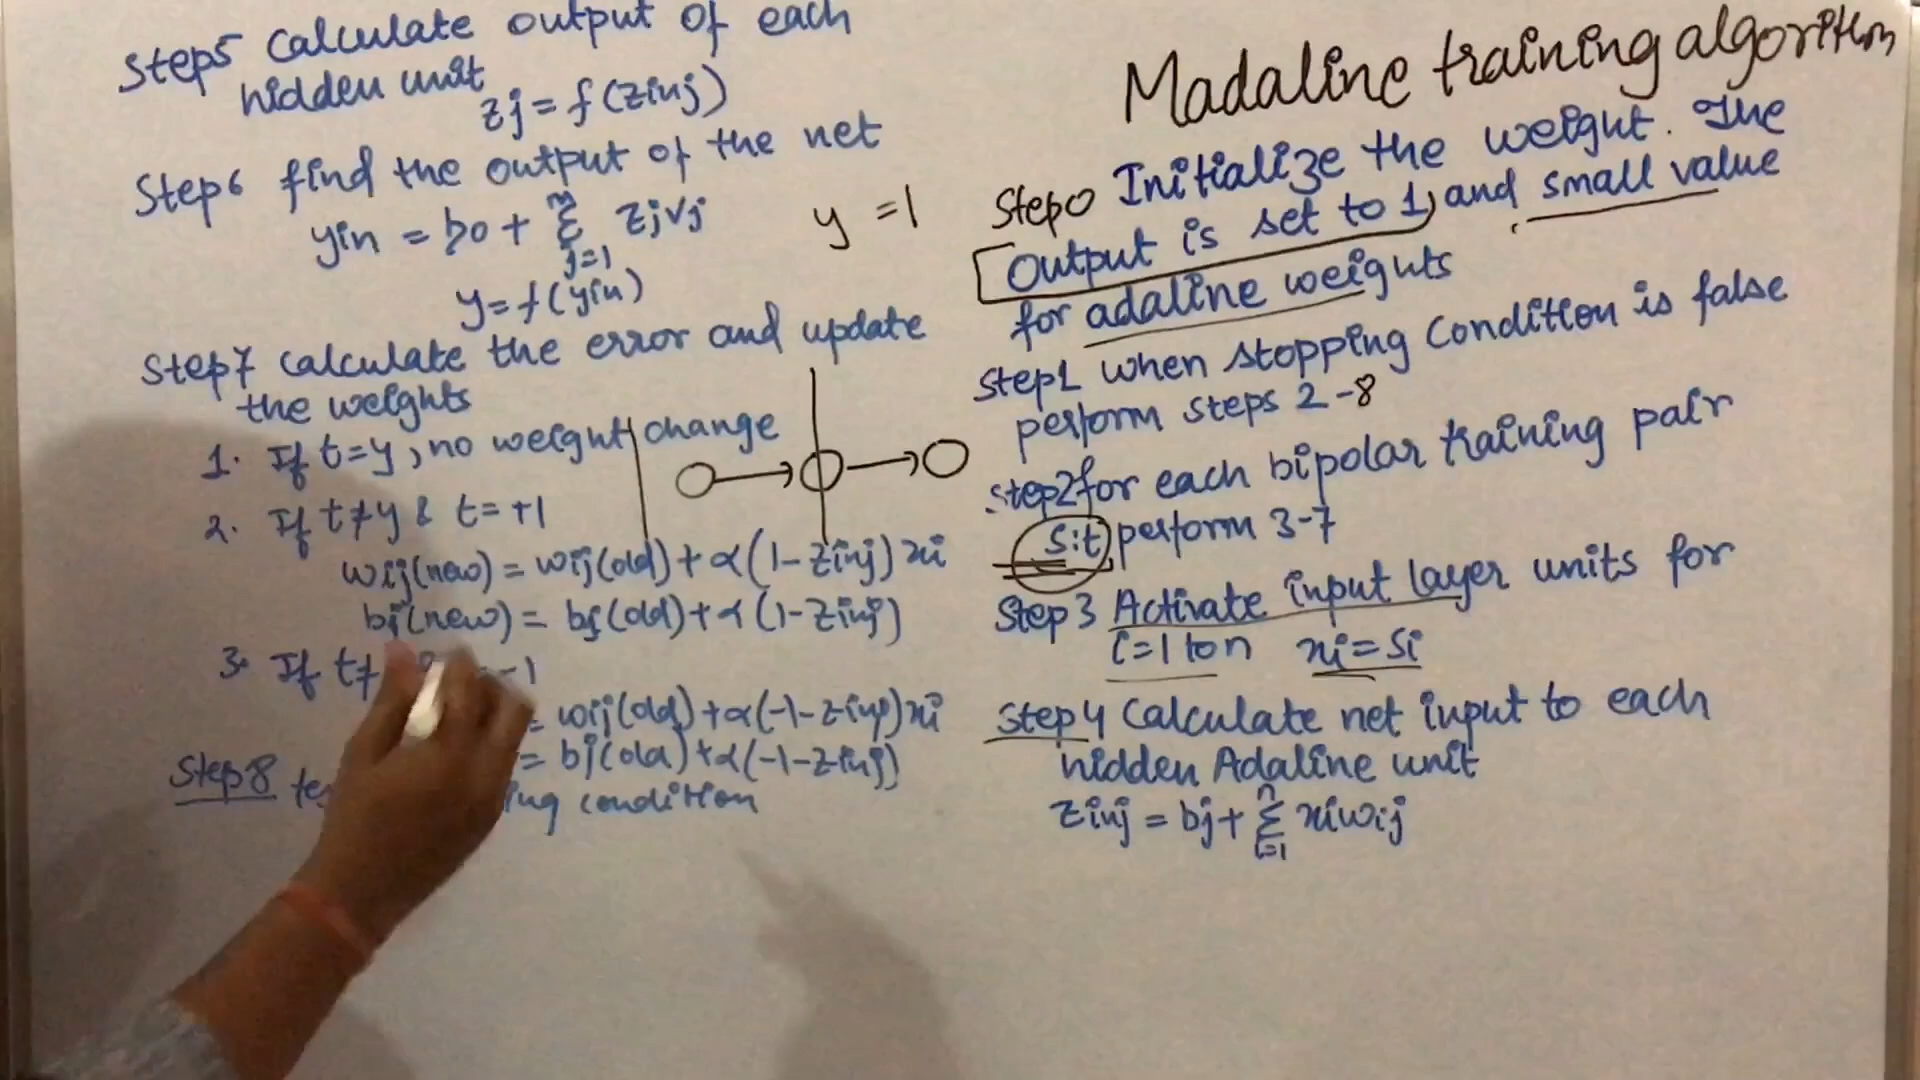 Madaline training algorithm
Step0 Initialize the weight. The
Output is set to 1, and small value
for adaline weights
Step1 when stopping Condition is false
perform steps 2-8
Step2 for each bipolar training pair
s:t perform 3-7
Step 3 Activate input layer units for
i=1 to n xi=si
Step 4 Calculate net input to each
hidden Adaline unit
zinj = bj + n Σ i=1 xiwij
Step5 Calculate output of each
hidden unit
zj = f(zinj)
Step6 find the output of the net
yin = bo + m Σ j=1 zjvj
y = 1
y=f(yin)
Step7 Calculate the error and update
the weights
1. If t=y, no weight change
2. If t≠y & t=+1
wij(new) = wij(old)+α(1-zinj)xi
bj(new) = bj(old)+α(1-zinj)
3. If t≠ -1
= wij(old)+α(-1-zinj)xi
= bj(old)+α(-1-zinj)
Step8 condition